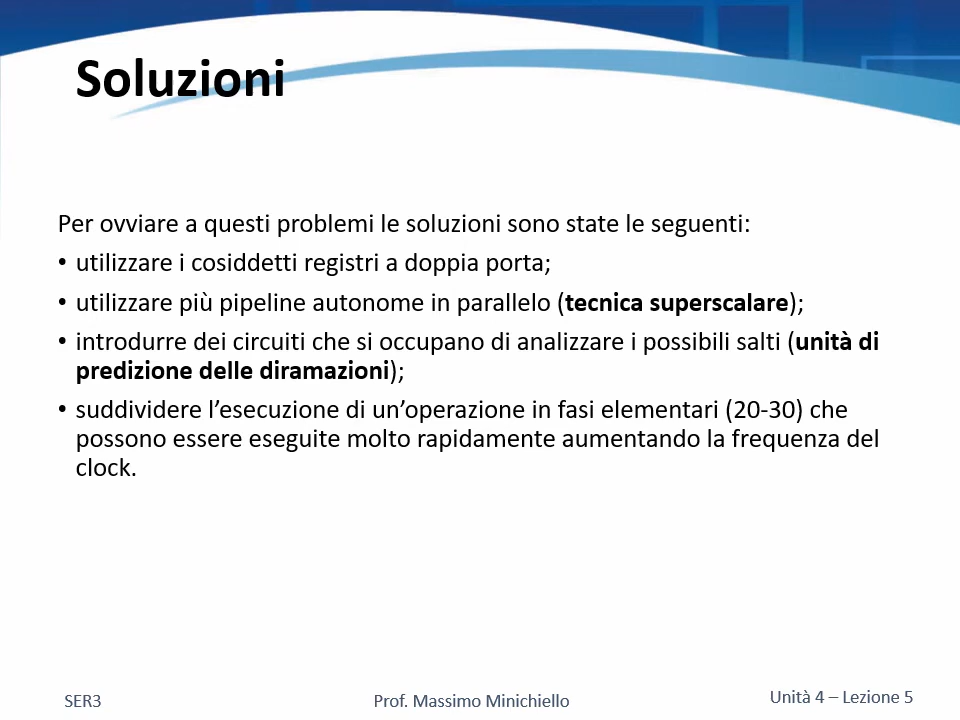 Soluzioni
Per ovviare a questi problemi le soluzioni sono state le seguenti:
• utilizzare i cosiddetti registri a doppia porta;
• utilizzare più pipeline autonome in parallelo (tecnica superscalare);
• introdurre dei circuiti che si occupano di analizzare i possibili salti (unità di
predizione delle diramazioni);
• suddividere l’esecuzione di un’operazione in fasi elementari (20-30) che
possono essere eseguite molto rapidamente aumentando la frequenza del
clock.
SER3
Prof. Massimo Minichiello
Unità 4 – Lezione 5